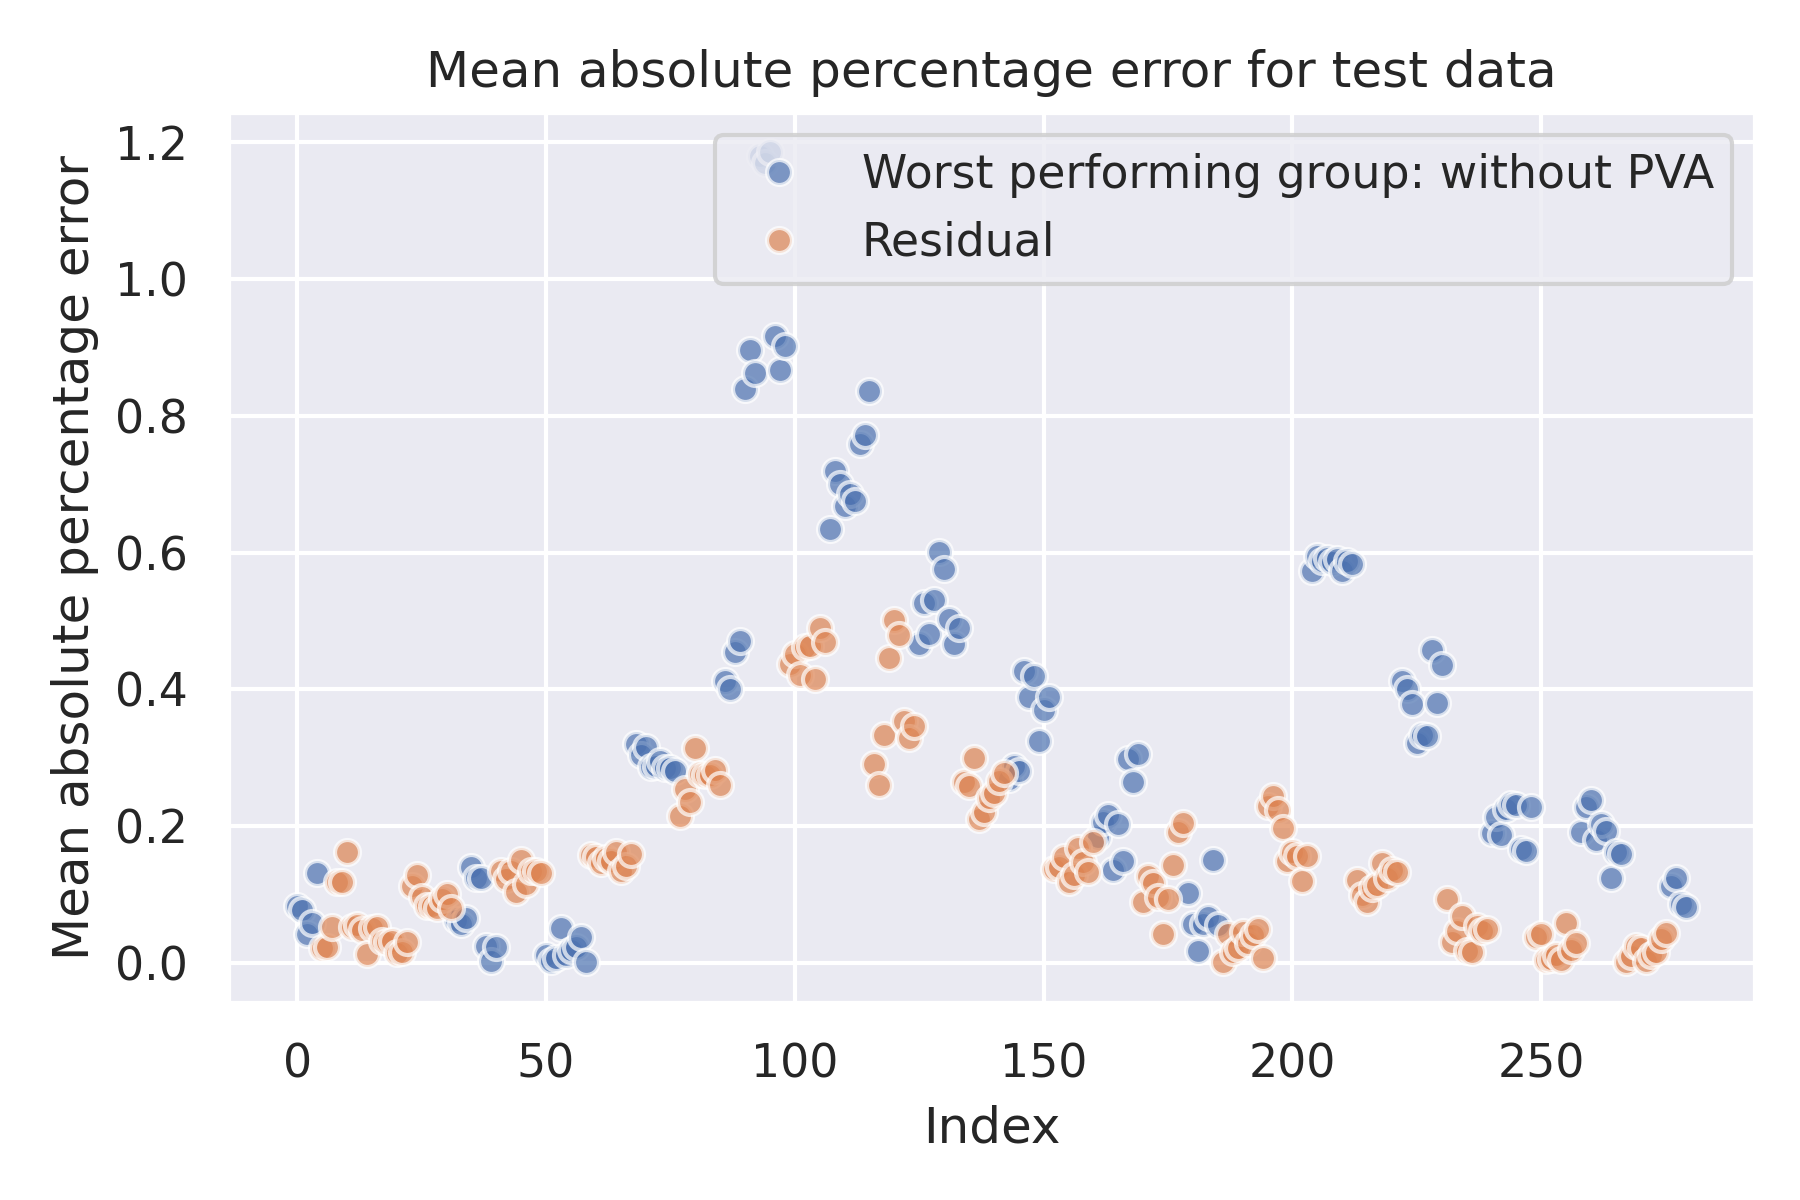 Mean absolute percentage error for test data
Worst performing group: without PVA
Residual
Mean absolute percentage error
1.2
1.0
0.8
0.6
0.4
0.2
0.0
0 50 100 150 200 250
Index